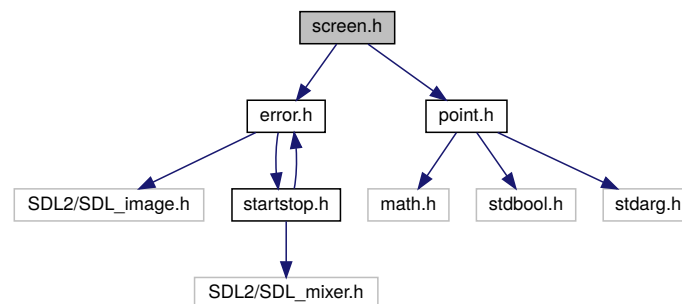 screen.h
error.h
point.h
SDL2/SDL_image.h
startstop.h
math.h
stdbool.h
stdarg.h
SDL2/SDL_mixer.h